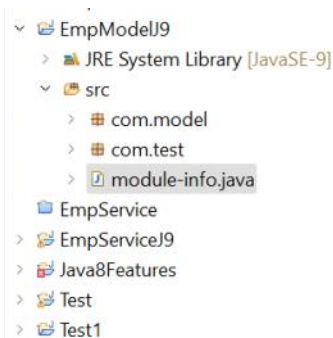 EmpModelJ9
JRE System Library [JavaSE-9]
src
com.model
com.test
module-info.java
EmpService
EmpServiceJ9
Java8Features
Test
Test1